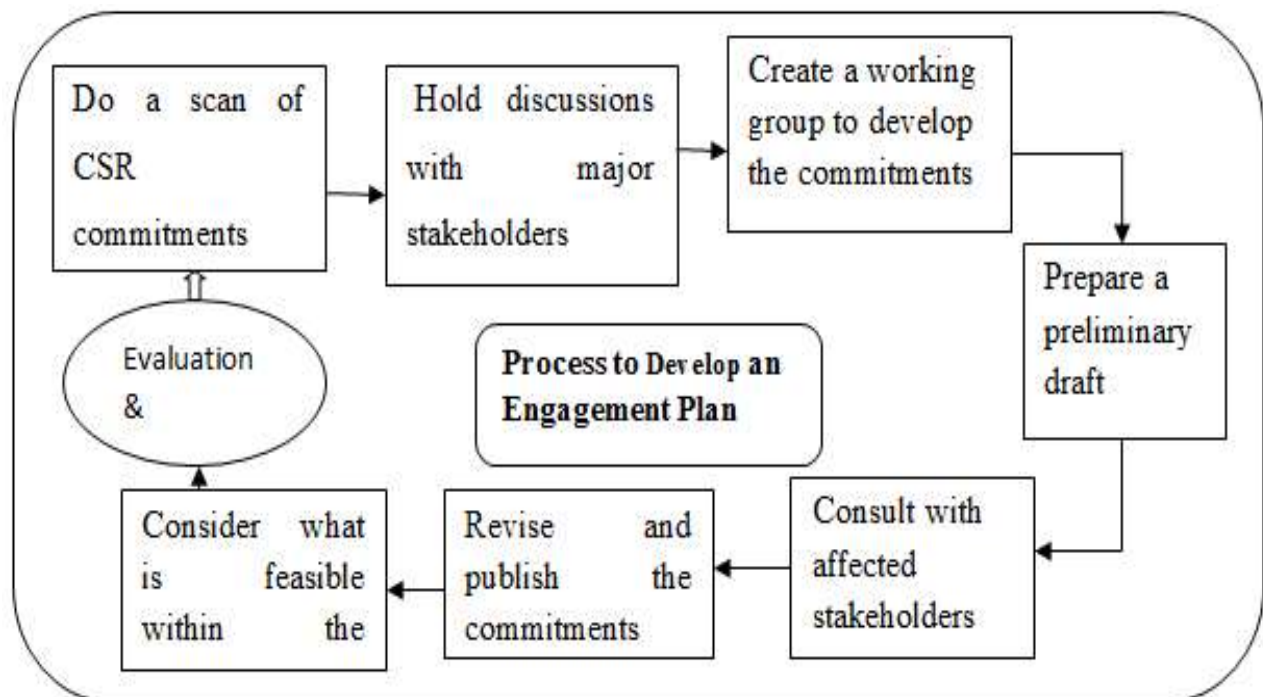 Do a scan of
CSR
commitments
Hold discussions
with major
stakeholders
Create a working
group to develop
the commitments
Prepare a
preliminary
draft
Consult with
affected
stakeholders
Revise and
publish the
commitments
Consider what
is feasible
within the
Evaluation
&
Process to Develop an
Engagement Plan